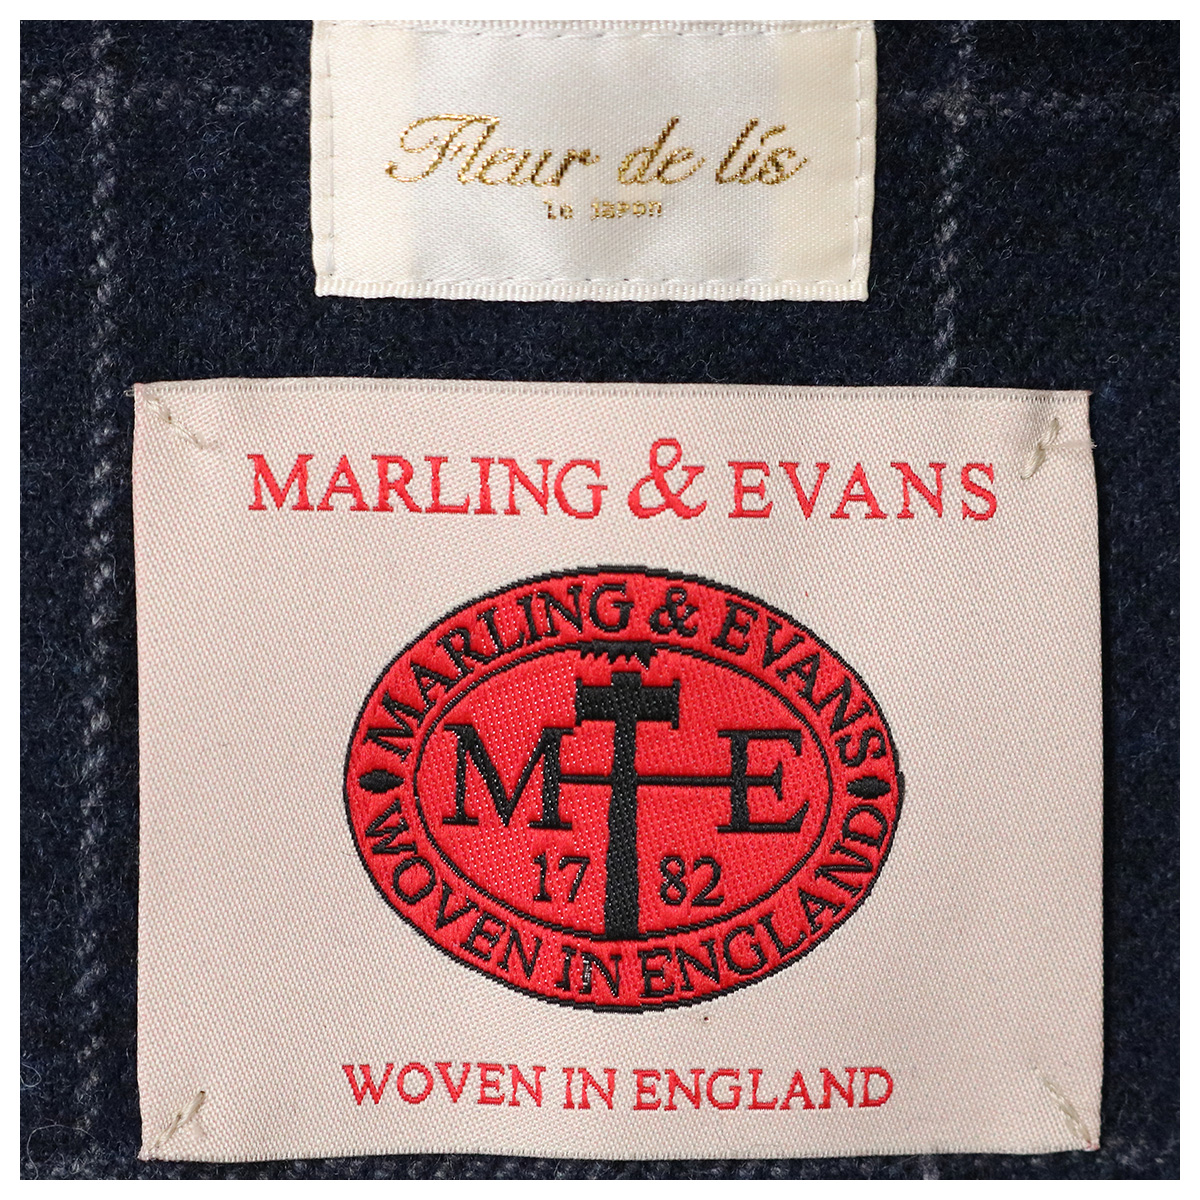 Fleur de lis
le japon
MARLING & EVANS
MARLING & EVANS
M E
17 82
WOVEN IN ENGLAND
WOVEN IN ENGLAND